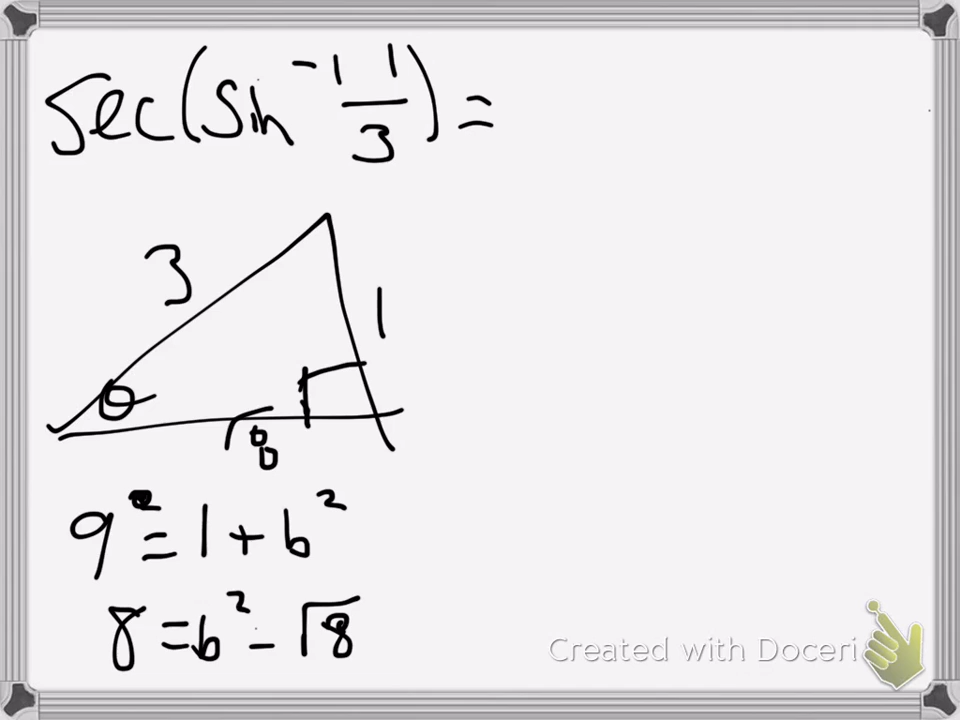 sec(sin⁻¹ 1/3) =
3
1
θ
√8
9 = 1 + b²
8 = b² = √8
Created with Doceri